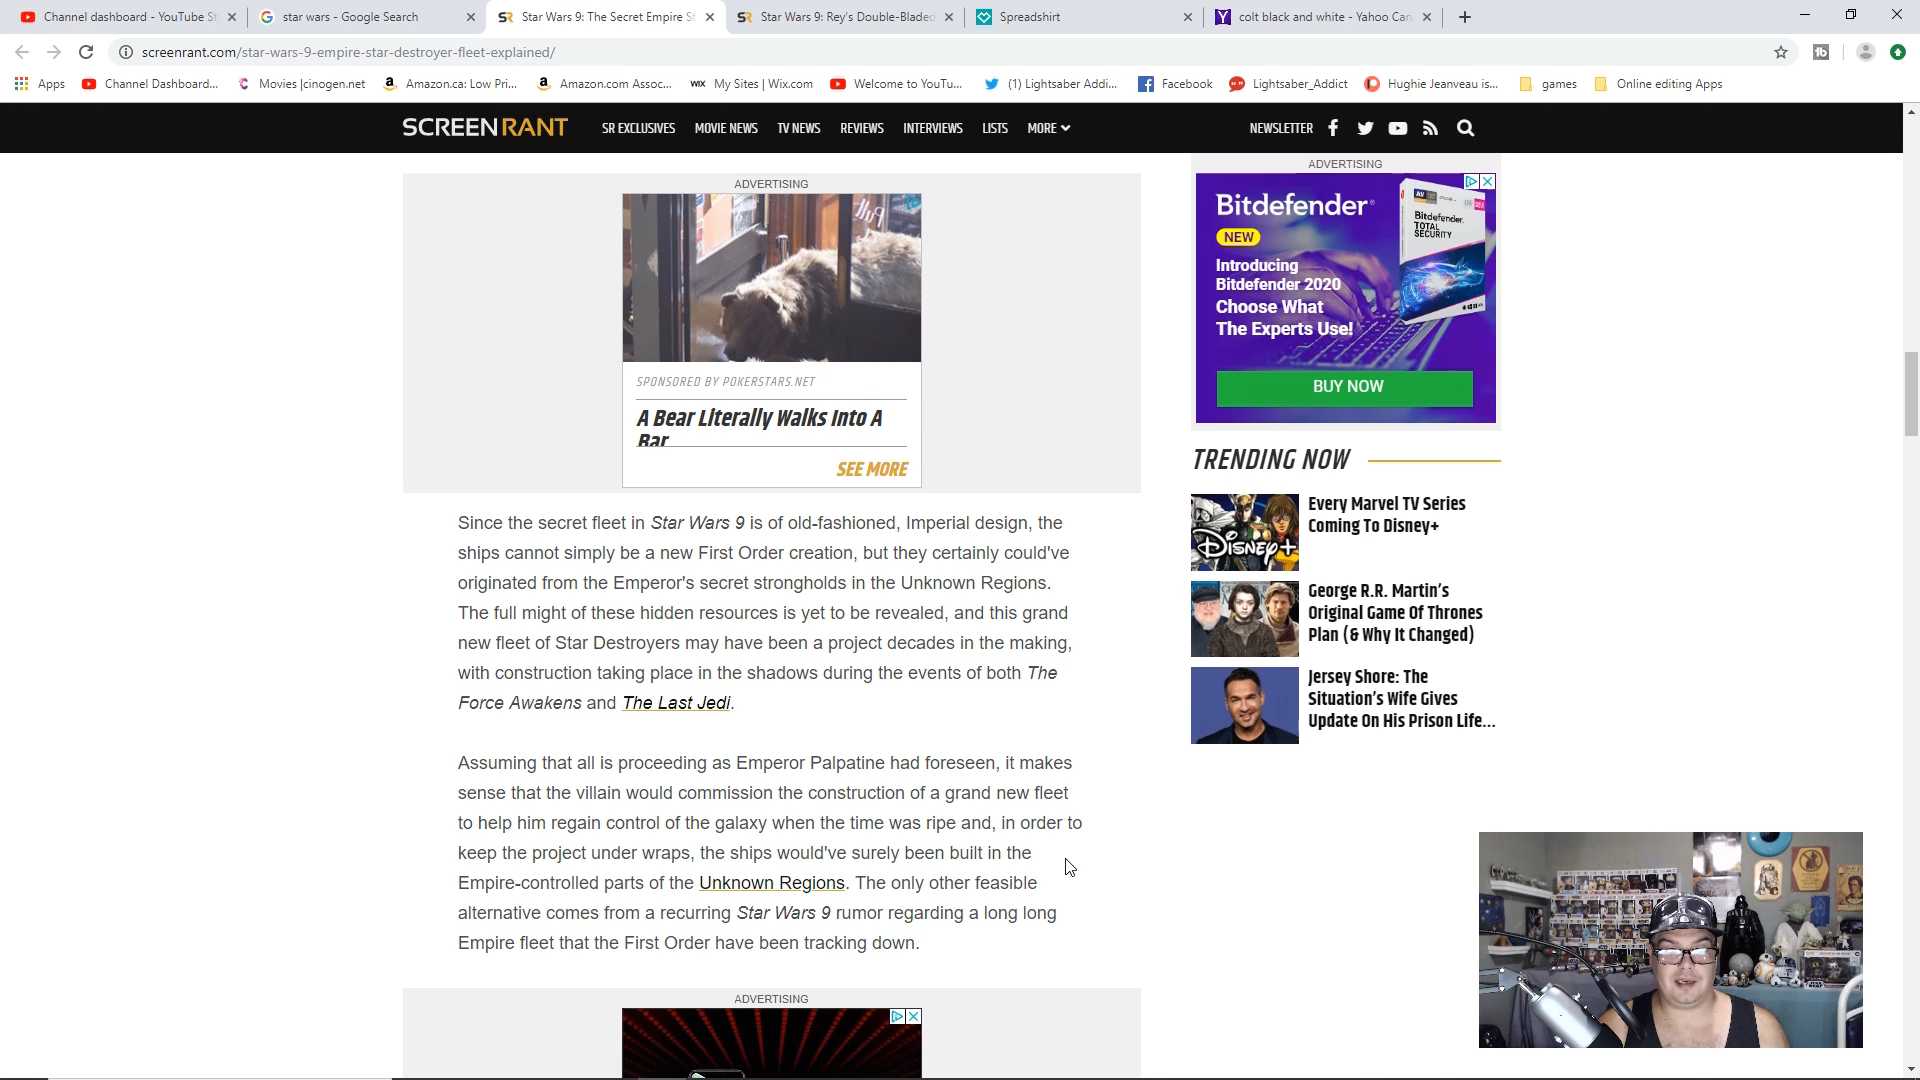 Channel dashboard - YouTube St
star wars - Google Search
Star Wars 9: The Secret Empire St
Star Wars 9: Rey's Double-Bladed
Spreadshirt
colt black and white - Yahoo Can
screenrant.com/star-wars-9-empire-star-destroyer-fleet-explained/
Apps
Channel Dashboard...
Movies |cinogen.net
Amazon.ca: Low Pri...
Amazon.com Assoc...
WIX My Sites | Wix.com
Welcome to YouTu...
(1) Lightsaber Addi...
Facebook
Lightsaber_Addict
Hughie Jeanveau is...
games
Online editing Apps
SCREENRANT
SR EXCLUSIVES MOVIE NEWS TV NEWS REVIEWS INTERVIEWS LISTS MORE
NEWSLETTER
ADVERTISING
Pull
SPONSORED BY POKERSTARS.NET
A Bear Literally Walks Into A
Bar
SEE MORE
Since the secret fleet in Star Wars 9 is of old-fashioned, Imperial design, the
ships cannot simply be a new First Order creation, but they certainly could've
originated from the Emperor's secret strongholds in the Unknown Regions.
The full might of these hidden resources is yet to be revealed, and this grand
new fleet of Star Destroyers may have been a project decades in the making,
with construction taking place in the shadows during the events of both The
Force Awakens and The Last Jedi.
Assuming that all is proceeding as Emperor Palpatine had foreseen, it makes
sense that the villain would commission the construction of a grand new fleet
to help him regain control of the galaxy when the time was ripe and, in order to
keep the project under wraps, the ships would've surely been built in the
Empire-controlled parts of the Unknown Regions. The only other feasible
alternative comes from a recurring Star Wars 9 rumor regarding a long long
Empire fleet that the First Order have been tracking down.
ADVERTISING
ADVERTISING
Bitdefender
NEW
Introducing
Bitdefender 2020
Choose What
The Experts Use!
BUY NOW
Bitdefender
TOTAL
SECURITY
TRENDING NOW
Disney+
Every Marvel TV Series
Coming To Disney+
George R.R. Martin's
Original Game Of Thrones
Plan (& Why It Changed)
Jersey Shore: The
Situation's Wife Gives
Update On His Prison Life...